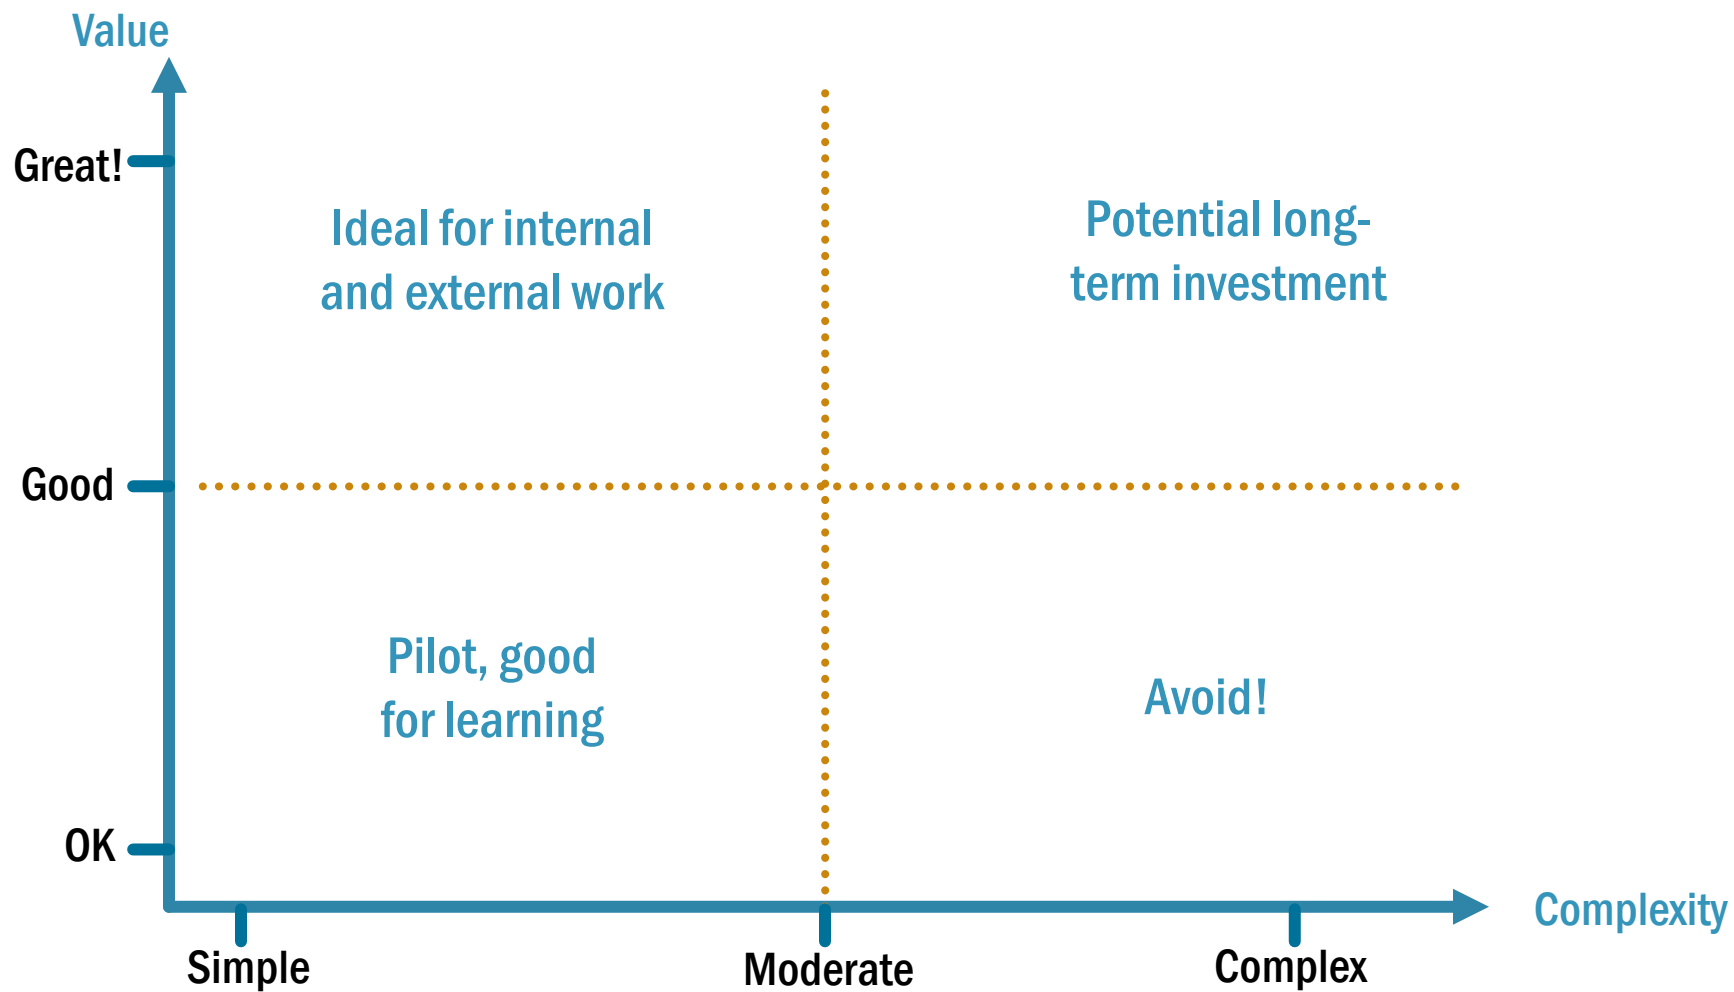 Value
Great!
Ideal for internal
and external work
Potential long-
term investment
Good
Pilot, good
for learning
Avoid!
OK
Complexity
Simple
Moderate
Complex